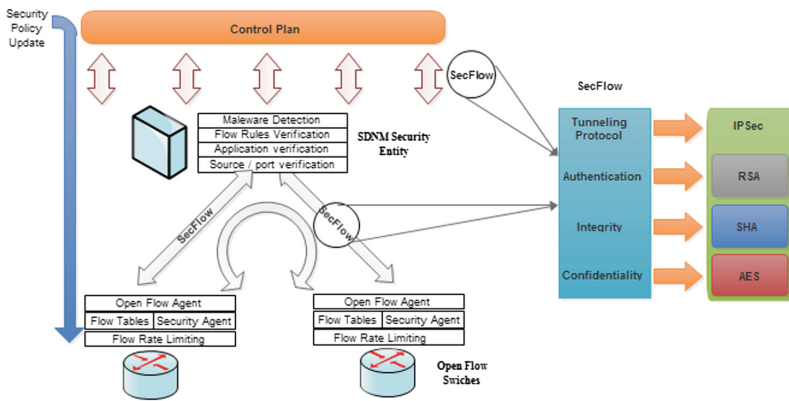 Security
Policy
Update
Control Plan
SecFlow
SecFlow
Maleware Detection
Flow Rules Verification
Application verification
Source / port verification
SDNM Security
Entity
Tunneling
Protocol
IPSec
Authentication
RSA
Integrity
SHA
Confidentiality
AES
SecFlow
SecFlow
Open Flow Agent
Flow Tables Security Agent
Flow Rate Limiting
Open Flow Agent
Flow Tables Security Agent
Flow Rate Limiting
Open Flow
Swiches